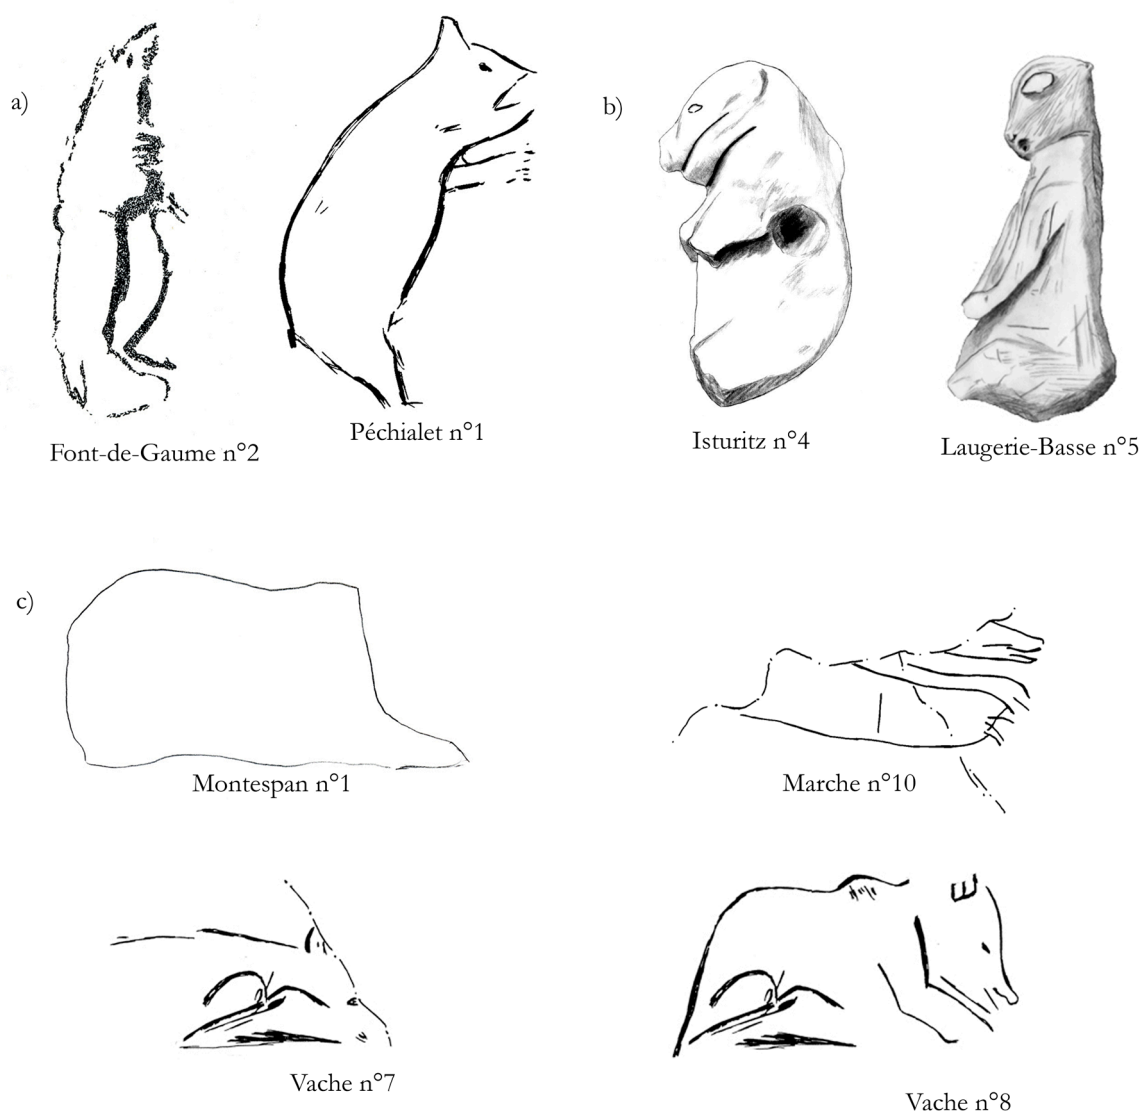 a)
b)
Font-de-Gaume n°2
Péchialet n°1
Isturitz n°4
Laugerie-Basse n°5
c)
Montespan n°1
Marche n°10
Vache n°7
Vache n°8